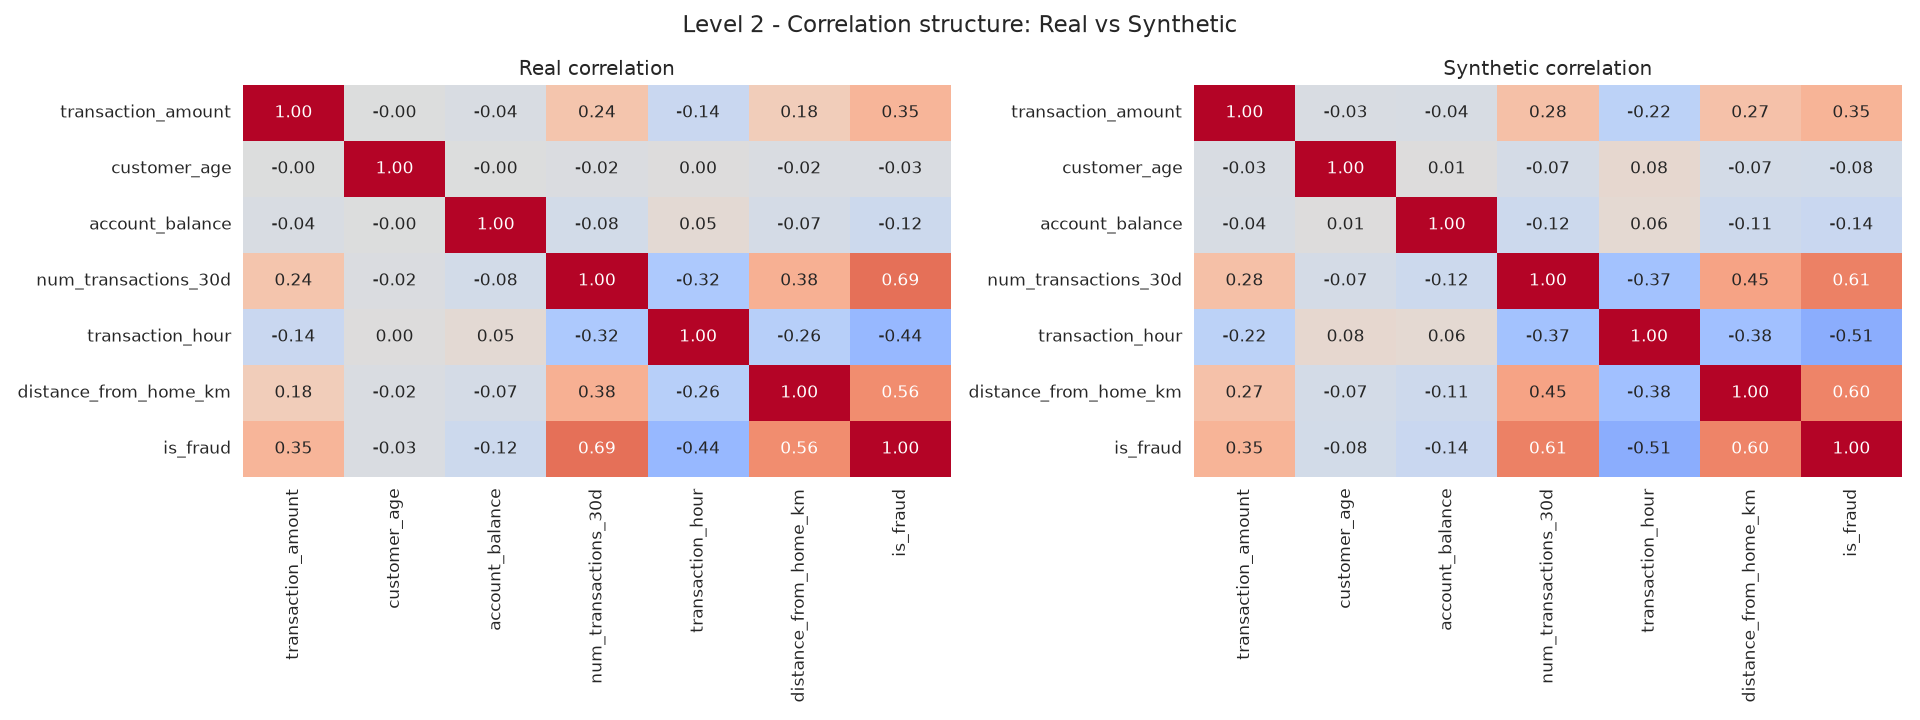 Level 2 - Correlation structure: Real vs Synthetic
Real correlation
transaction_amount 1.00 -0.00 -0.04 0.24 -0.14 0.18 0.35
customer_age -0.00 1.00 -0.00 -0.02 0.00 -0.02 -0.03
account_balance -0.04 -0.00 1.00 -0.08 0.05 -0.07 -0.12
num_transactions_30d 0.24 -0.02 -0.08 1.00 -0.32 0.38 0.69
transaction_hour -0.14 0.00 0.05 -0.32 1.00 -0.26 -0.44
distance_from_home_km 0.18 -0.02 -0.07 0.38 -0.26 1.00 0.56
is_fraud 0.35 -0.03 -0.12 0.69 -0.44 0.56 1.00
transaction_amount
customer_age
account_balance
num_transactions_30d
transaction_hour
distance_from_home_km
is_fraud
Synthetic correlation
transaction_amount 1.00 -0.03 -0.04 0.28 -0.22 0.27 0.35
customer_age -0.03 1.00 0.01 -0.07 0.08 -0.07 -0.08
account_balance -0.04 0.01 1.00 -0.12 0.06 -0.11 -0.14
num_transactions_30d 0.28 -0.07 -0.12 1.00 -0.37 0.45 0.61
transaction_hour -0.22 0.08 0.06 -0.37 1.00 -0.38 -0.51
distance_from_home_km 0.27 -0.07 -0.11 0.45 -0.38 1.00 0.60
is_fraud 0.35 -0.08 -0.14 0.61 -0.51 0.60 1.00
transaction_amount
customer_age
account_balance
num_transactions_30d
transaction_hour
distance_from_home_km
is_fraud